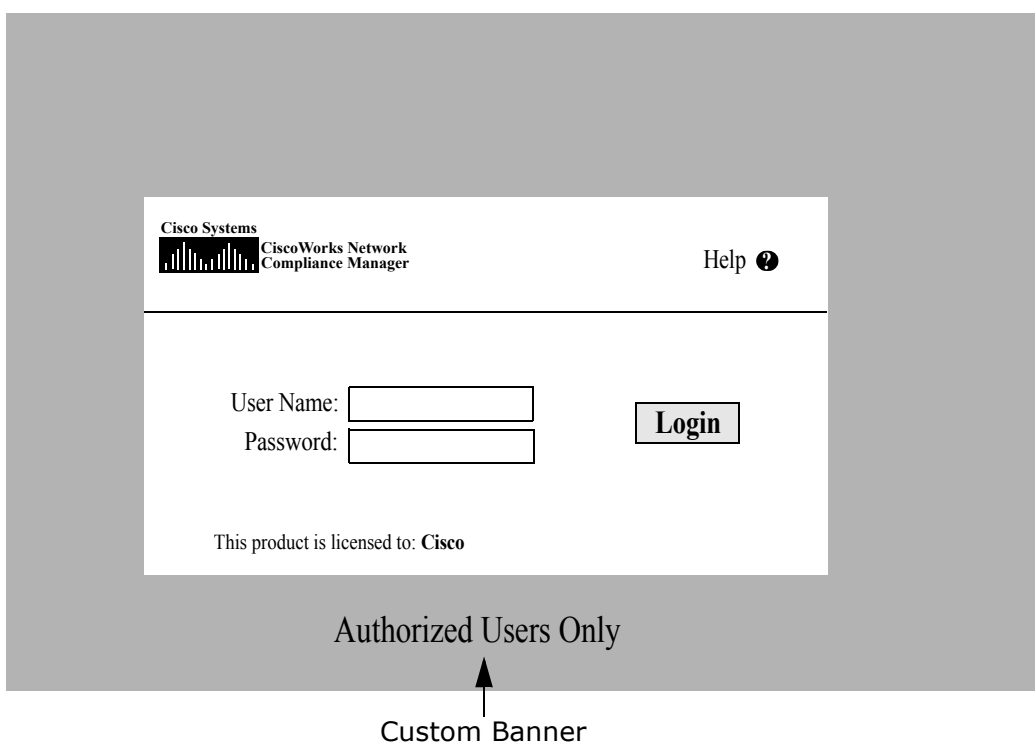 Cisco Systems
CiscoWorks Network
Compliance Manager
Help ?
User Name:
Password:
Login
This product is licensed to: Cisco
Authorized Users Only
Custom Banner